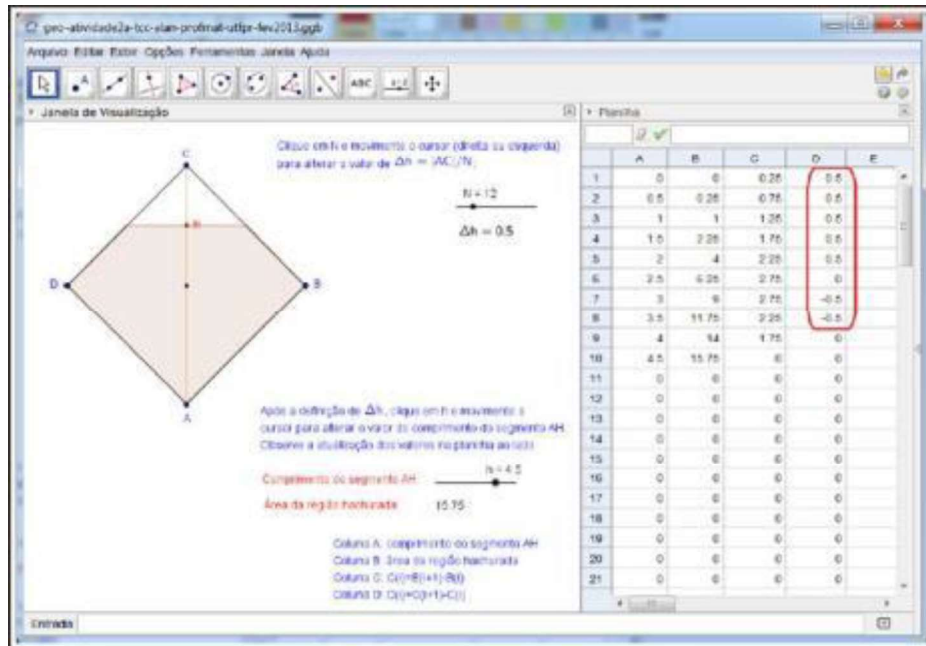 geo-atividade2a-tcc-alan-profmat-utfpr-fev2013.ggb
Arquivo Editar Exibir Opções Ferramentas Janela Ajuda
ABC
a=2
Janela de Visualização
Planilha
Clique em N e movimente o cursor (direita ou esquerda)
para alterar o valor de Δh = |AC|/N
N = 12
Δh = 0.5
C
H
D
B
A
Após a definição de Δh, clique em h e movimente o
cursor para alterar o valor do comprimento do segmento AH
Observe a atualização dos valores na planilha ao lado
h = 4.5
Comprimento do segmento AH
Área da região hachurada
15.75
Coluna A: comprimento do segmento AH
Coluna B: área da região hachurada
Coluna C: C(i)=B(i+1)-B(i)
Coluna D: D(i)=C(i+1)-C(i)
A B C D E
1 0 0 0.25 0.5
2 0.5 0.25 0.75 0.5
3 1 1 1.25 0.5
4 1.5 2.25 1.75 0.5
5 2 4 2.25 0.5
6 2.5 6.25 2.75 0
7 3 9 2.75 -0.5
8 3.5 11.75 2.25 -0.5
9 4 14 1.75 0
10 4.5 15.75 0 0
11 0 0 0 0
12 0 0 0 0
13 0 0 0 0
14 0 0 0 0
15 0 0 0 0
16 0 0 0 0
17 0 0 0 0
18 0 0 0 0
19 0 0 0 0
20 0 0 0 0
21 0 0 0 0
Entrada